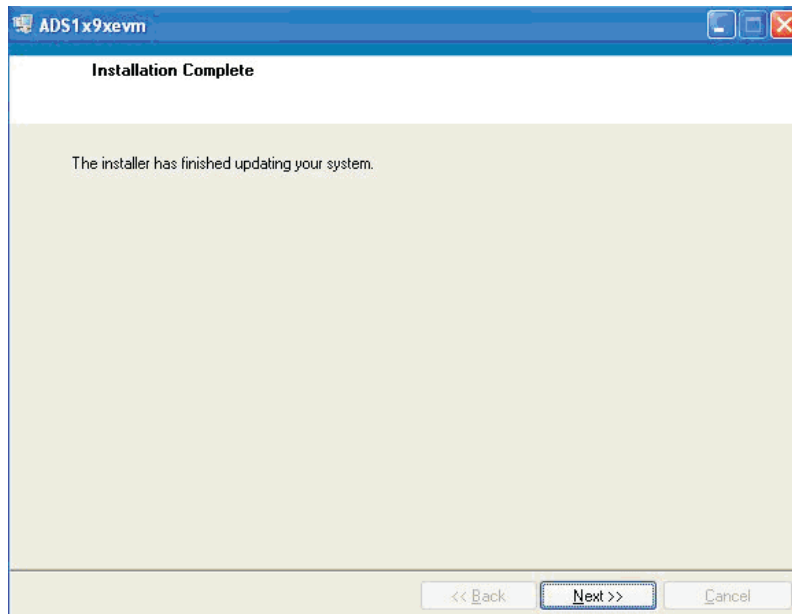 ADS1x9xevm
Installation Complete
The installer has finished updating your system.
<< Back
Next >>
Cancel